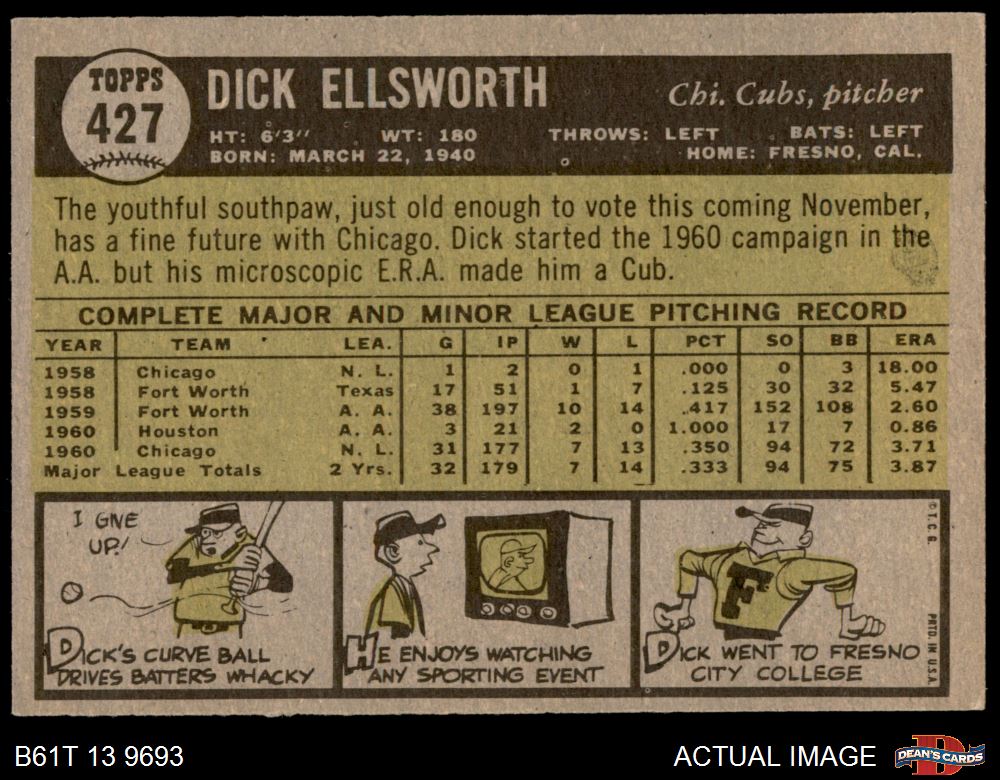 TOPPS
427
DICK ELLSWORTH
Chi. Cubs, pitcher
HT: 6'3" WT: 180 THROWS: LEFT BATS: LEFT
BORN: MARCH 22, 1940 HOME: FRESNO, CAL.
The youthful southpaw, just old enough to vote this coming November,
has a fine future with Chicago. Dick started the 1960 campaign in the
A.A. but his microscopic E.R.A. made him a Cub.
COMPLETE MAJOR AND MINOR LEAGUE PITCHING RECORD
YEAR TEAM LEA. G IP W L PCT SO BB ERA
1958 Chicago N. L. 1 2 0 1 .000 0 3 18.00
1958 Fort Worth Texas 17 51 1 7 .125 30 32 5.47
1959 Fort Worth A. A. 38 197 10 14 .417 152 108 2.60
1960 Houston A. A. 3 21 2 0 1.000 17 7 0.86
1960 Chicago N. L. 31 177 7 13 .350 94 72 3.71
Major League Totals 2 Yrs. 32 179 7 14 .333 94 75 3.87
I GIVE
UP!
DICK'S CURVE BALL
DRIVES BATTERS WHACKY
HE ENJOYS WATCHING
ANY SPORTING EVENT
F
DICK WENT TO FRESNO
CITY COLLEGE
© T. C. G.
PRTD. IN U.S.A.
B61T 13 9693
ACTUAL IMAGE
D
DEAN'S CARDS